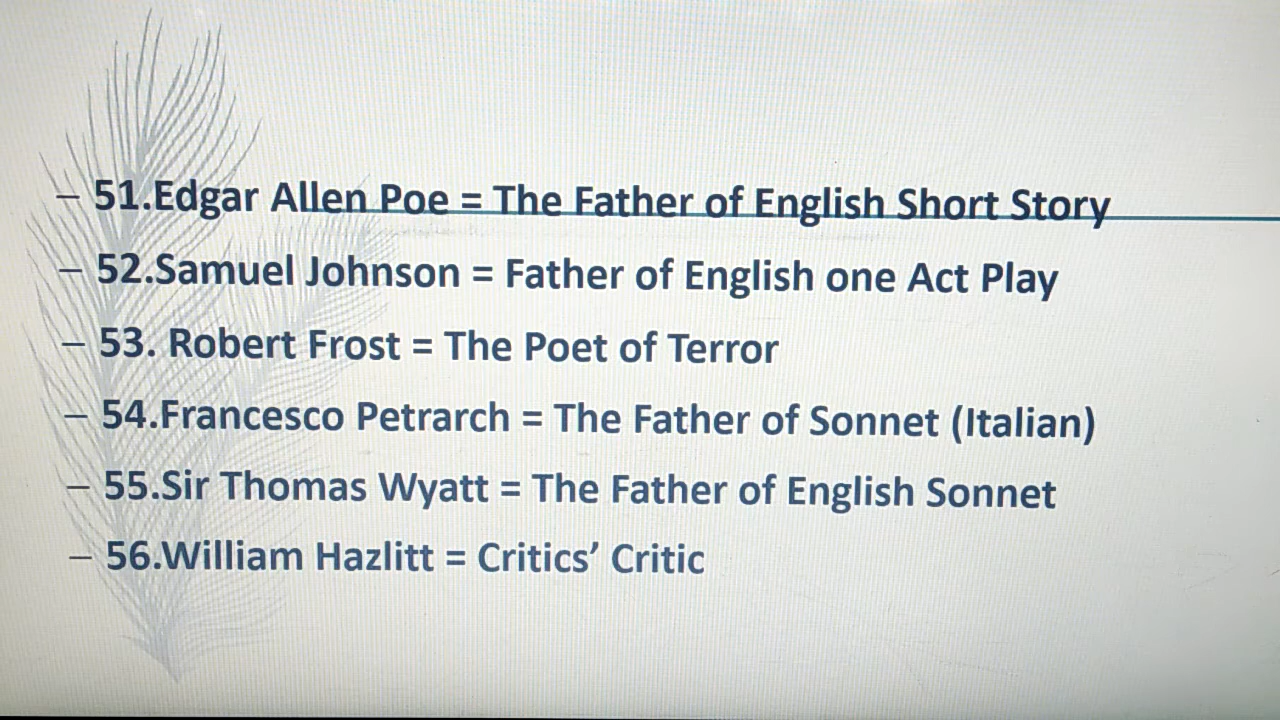 – 51.Edgar Allen Poe = The Father of English Short Story
– 52.Samuel Johnson = Father of English one Act Play
– 53. Robert Frost = The Poet of Terror
– 54.Francesco Petrarch = The Father of Sonnet (Italian)
– 55.Sir Thomas Wyatt = The Father of English Sonnet
– 56.William Hazlitt = Critics’ Critic